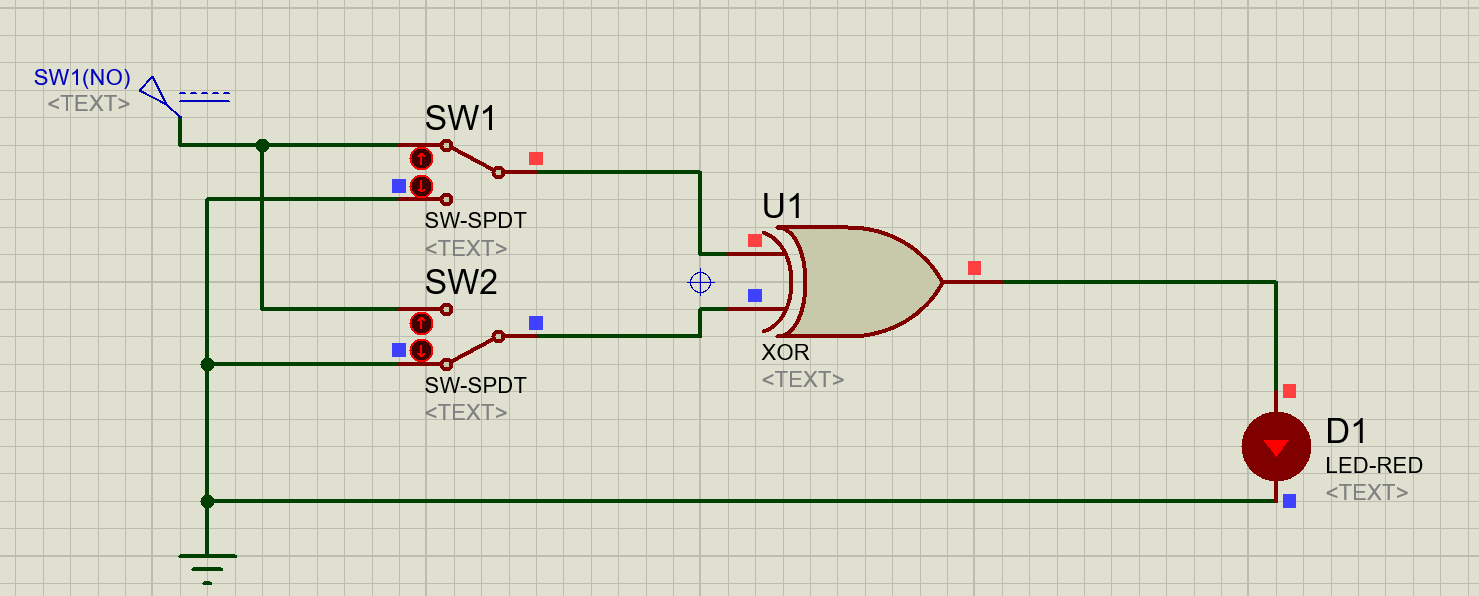 SW1(NO)
<TEXT>
SW1
SW-SPDT
<TEXT>
SW2
SW-SPDT
<TEXT>
U1
XOR
<TEXT>
D1
LED-RED
<TEXT>